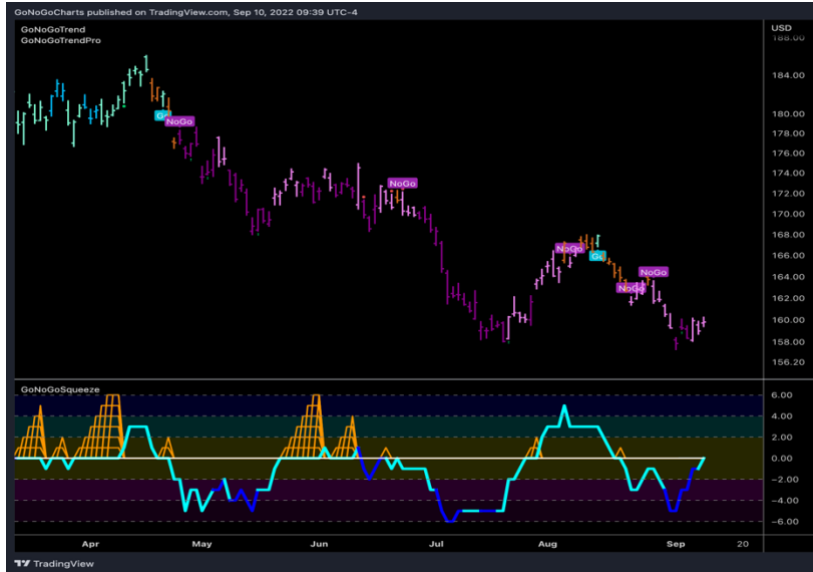 GoNoGoCharts published on TradingView.com, Sep 10, 2022 09:39 UTC-4
GoNoGoTrend
GoNoGoTrendPro
USD
188.00
184.00
180.00
178.00
176.00
174.00
172.00
170.00
168.00
166.00
164.00
162.00
160.00
158.00
156.20
Go
NoGo
NoGo
NoGo
Go
NoGo
NoGo
GoNoGoSqueeze
6.00
4.00
2.00
0.00
−2.00
−4.00
−6.00
Apr May Jun Jul Aug Sep 20
TradingView